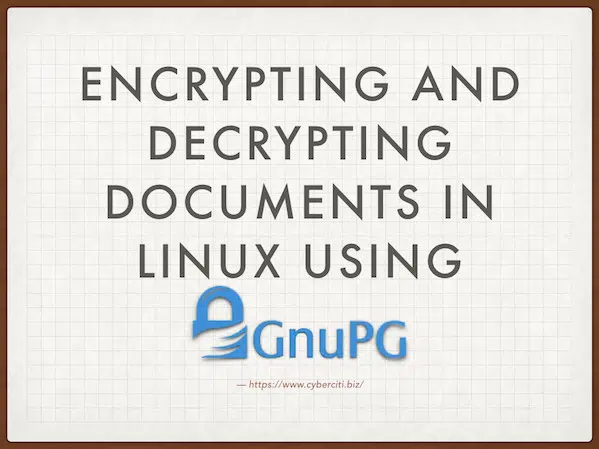 ENCRYPTING AND
DECRYPTING
DOCUMENTS IN
LINUX USING
GnuPG
— https://www.cyberciti.biz/